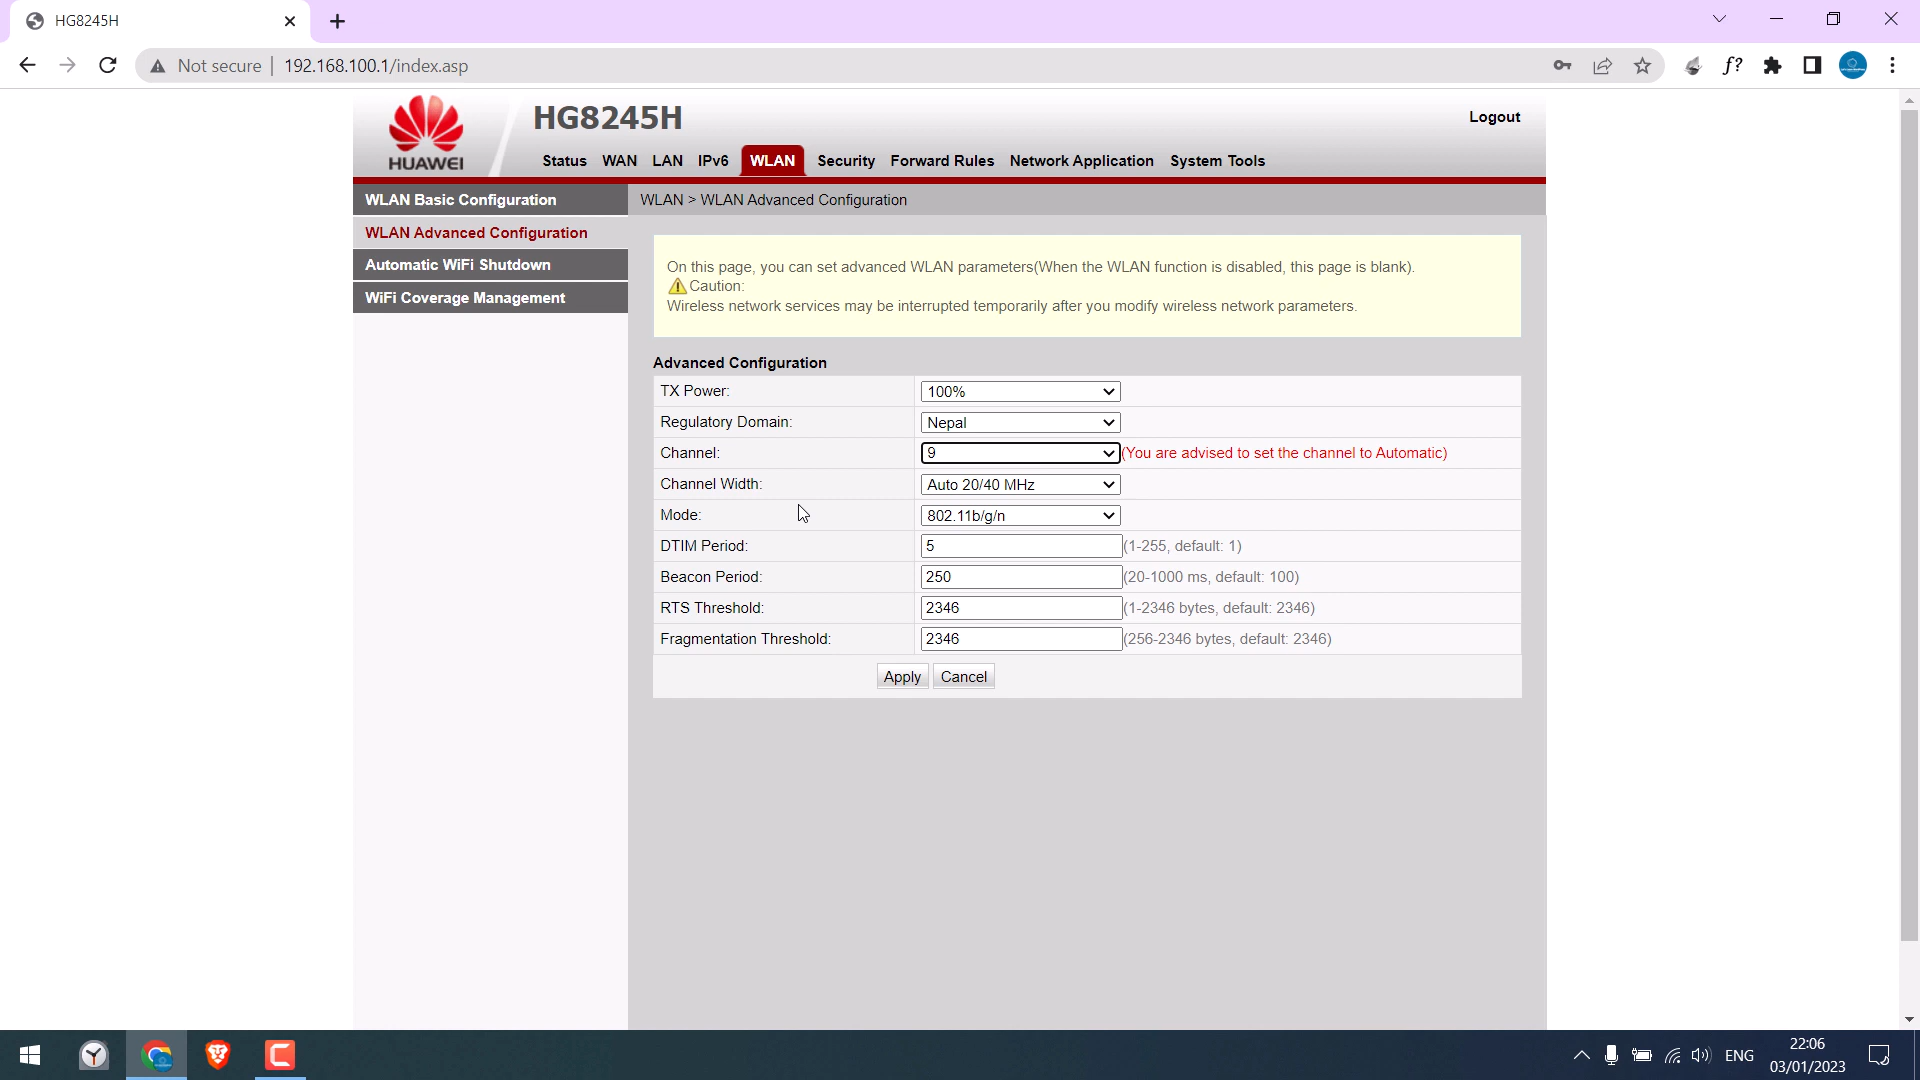 HG8245H
Not secure
192.168.100.1/index.asp
f?
HUAWEI
HG8245H
Logout
Status WAN LAN IPv6 WLAN Security Forward Rules Network Application System Tools
WLAN Basic Configuration
WLAN > WLAN Advanced Configuration
WLAN Advanced Configuration
Automatic WiFi Shutdown
WiFi Coverage Management
On this page, you can set advanced WLAN parameters(When the WLAN function is disabled, this page is blank).
Caution:
Wireless network services may be interrupted temporarily after you modify wireless network parameters.
Advanced Configuration
TX Power: 100%
Regulatory Domain: Nepal
Channel: 9 (You are advised to set the channel to Automatic)
Channel Width: Auto 20/40 MHz
Mode: 802.11b/g/n
DTIM Period: 5 (1-255, default: 1)
Beacon Period: 250 (20-1000 ms, default: 100)
RTS Threshold: 2346 (1-2346 bytes, default: 2346)
Fragmentation Threshold: 2346 (256-2346 bytes, default: 2346)
Apply Cancel
ENG
22:06
03/01/2023